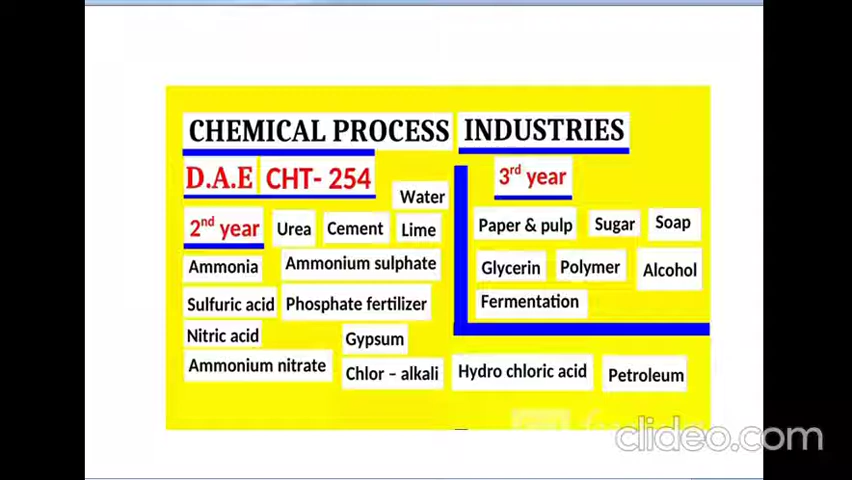 CHEMICAL PROCESS INDUSTRIES
D.A.E CHT- 254
3rd year
Water
2nd year Urea Cement Lime
Paper & pulp Sugar Soap
Ammonia Ammonium sulphate
Glycerin Polymer Alcohol
Sulfuric acid Phosphate fertilizer
Fermentation
Nitric acid Gypsum
Ammonium nitrate Chlor – alkali Hydro chloric acid Petroleum
clideo.com